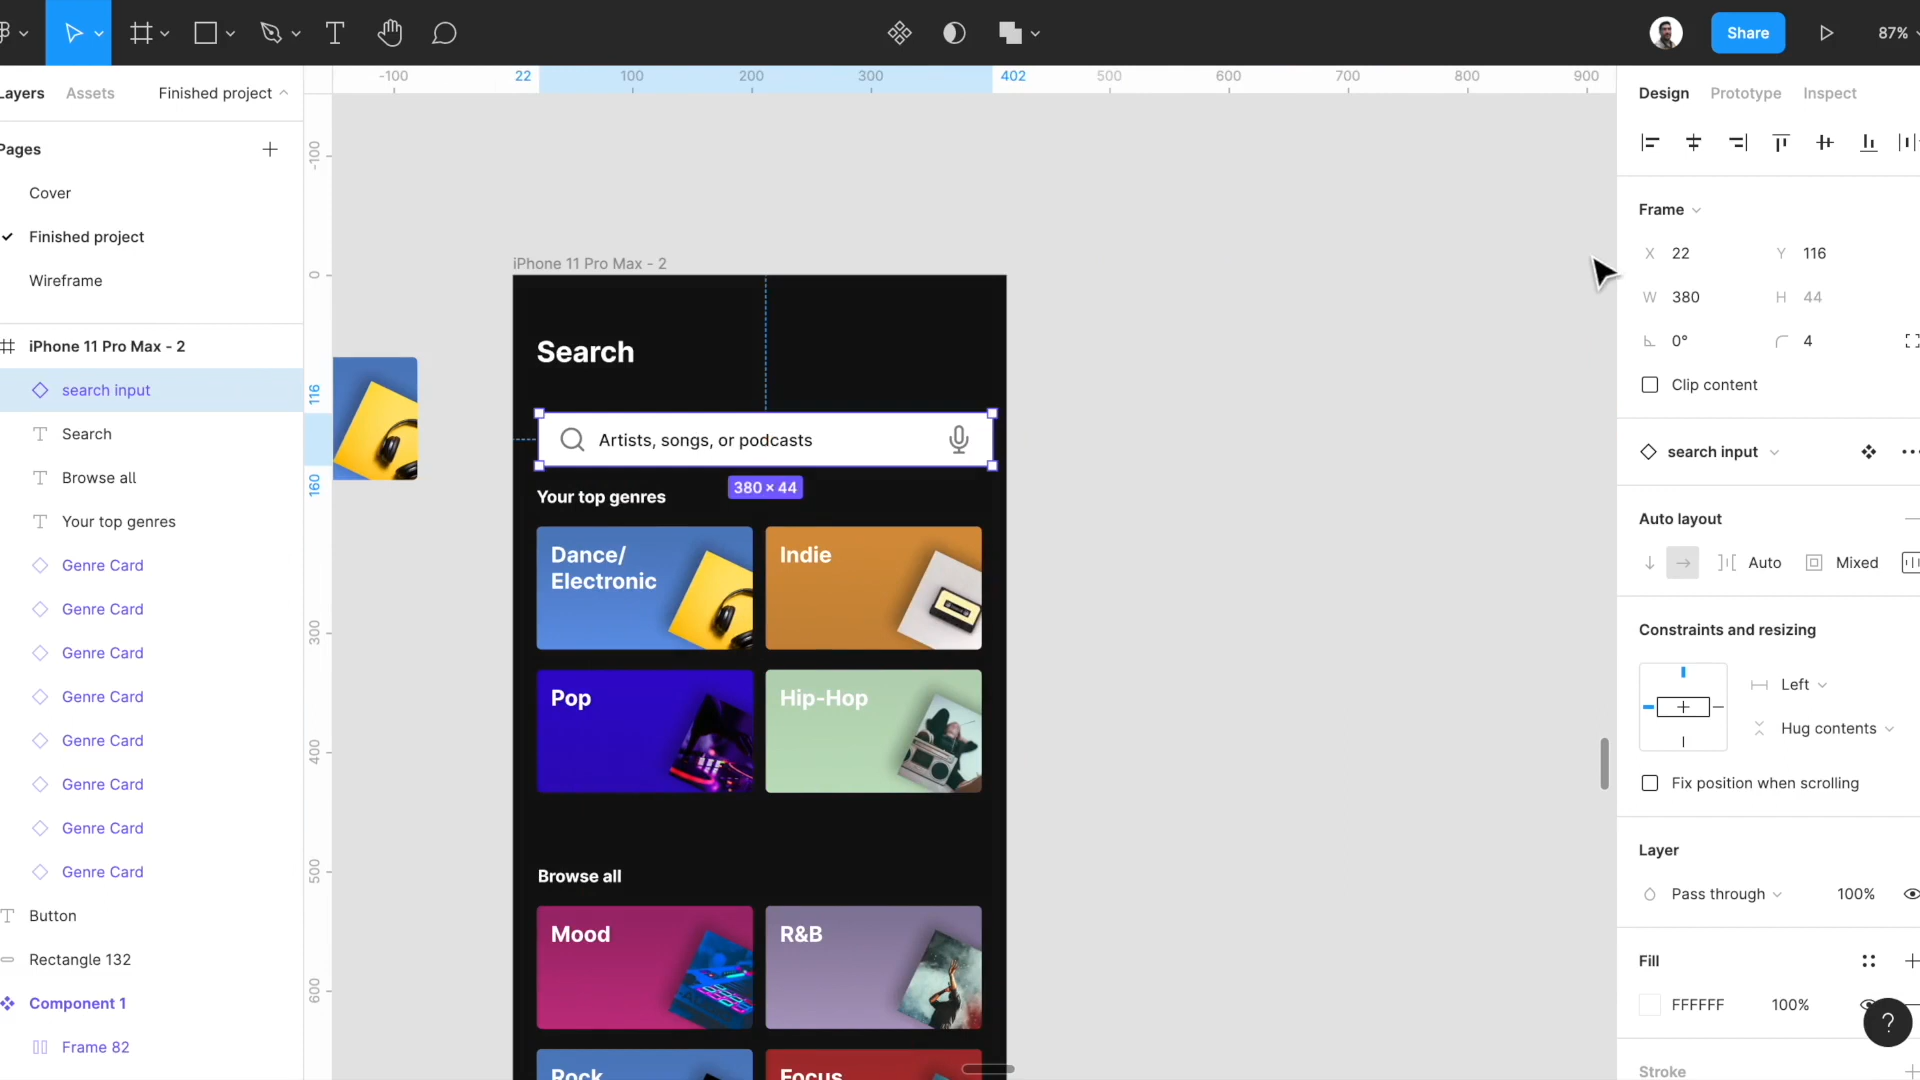 Share
87%
Layers
Assets
Finished project
Pages
Cover
Finished project
Wireframe
iPhone 11 Pro Max - 2
search input
Search
Browse all
Your top genres
Genre Card
Genre Card
Genre Card
Genre Card
Genre Card
Genre Card
Genre Card
Genre Card
Button
Rectangle 132
Component 1
Frame 82
-100
22
100
200
300
402
500
600
700
800
900
-100
0
116
160
300
400
500
600
iPhone 11 Pro Max - 2
Search
Artists, songs, or podcasts
380 × 44
Your top genres
Dance/
Electronic
Indie
Pop
Hip-Hop
Browse all
Mood
R&B
Rock
Focus
Design
Prototype
Inspect
Frame
X 22
Y 116
W 380
H 44
0°
4
Clip content
search input
Auto layout
Auto
Mixed
Constraints and resizing
Left
Hug contents
Fix position when scrolling
Layer
Pass through
100%
Fill
FFFFFF
100%
?
Stroke